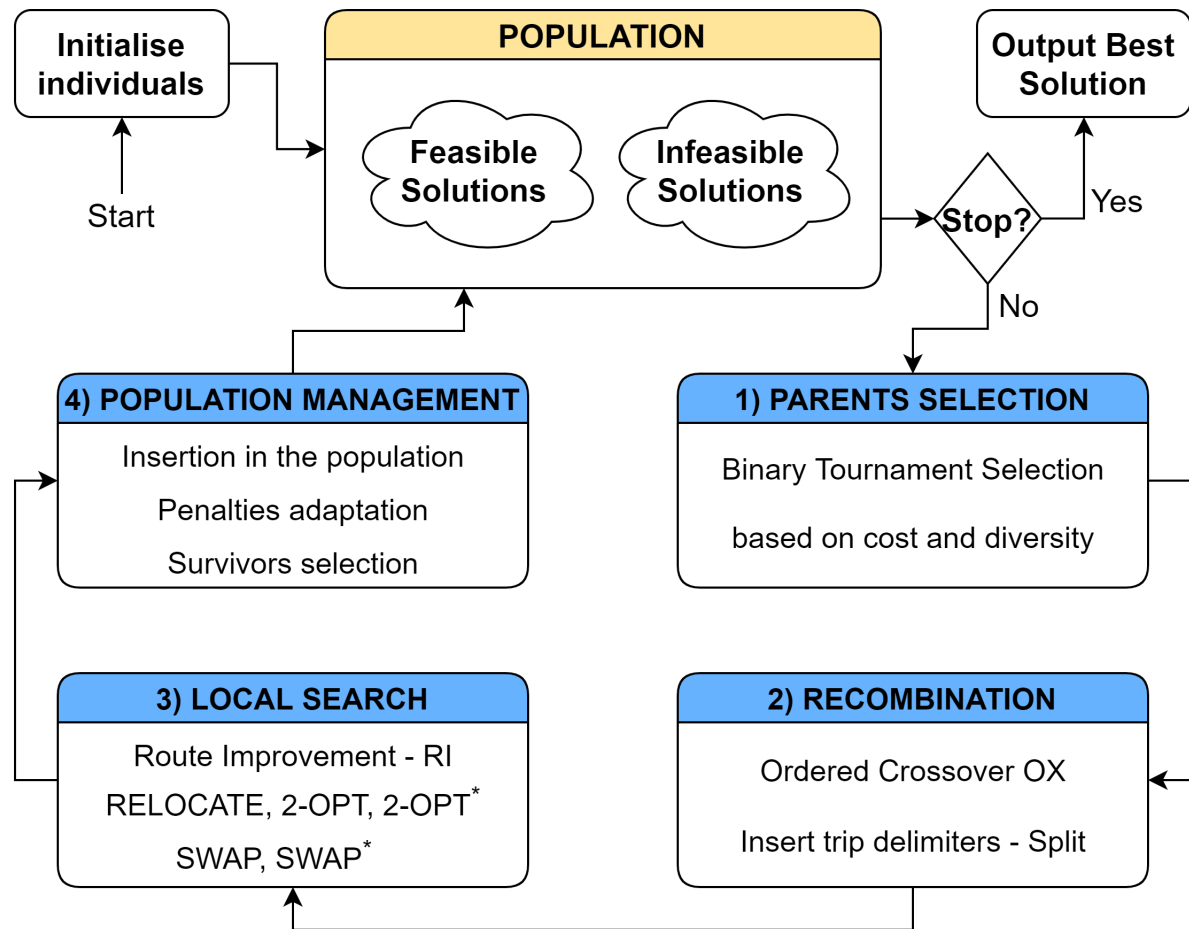 Initialise
individuals
Start
POPULATION
Feasible
Solutions
Infeasible
Solutions
Output Best
Solution
Stop?
Yes
No
4) POPULATION MANAGEMENT
Insertion in the population
Penalties adaptation
Survivors selection
1) PARENTS SELECTION
Binary Tournament Selection
based on cost and diversity
3) LOCAL SEARCH
Route Improvement - RI
RELOCATE, 2-OPT, 2-OPT*
SWAP, SWAP*
2) RECOMBINATION
Ordered Crossover OX
Insert trip delimiters - Split